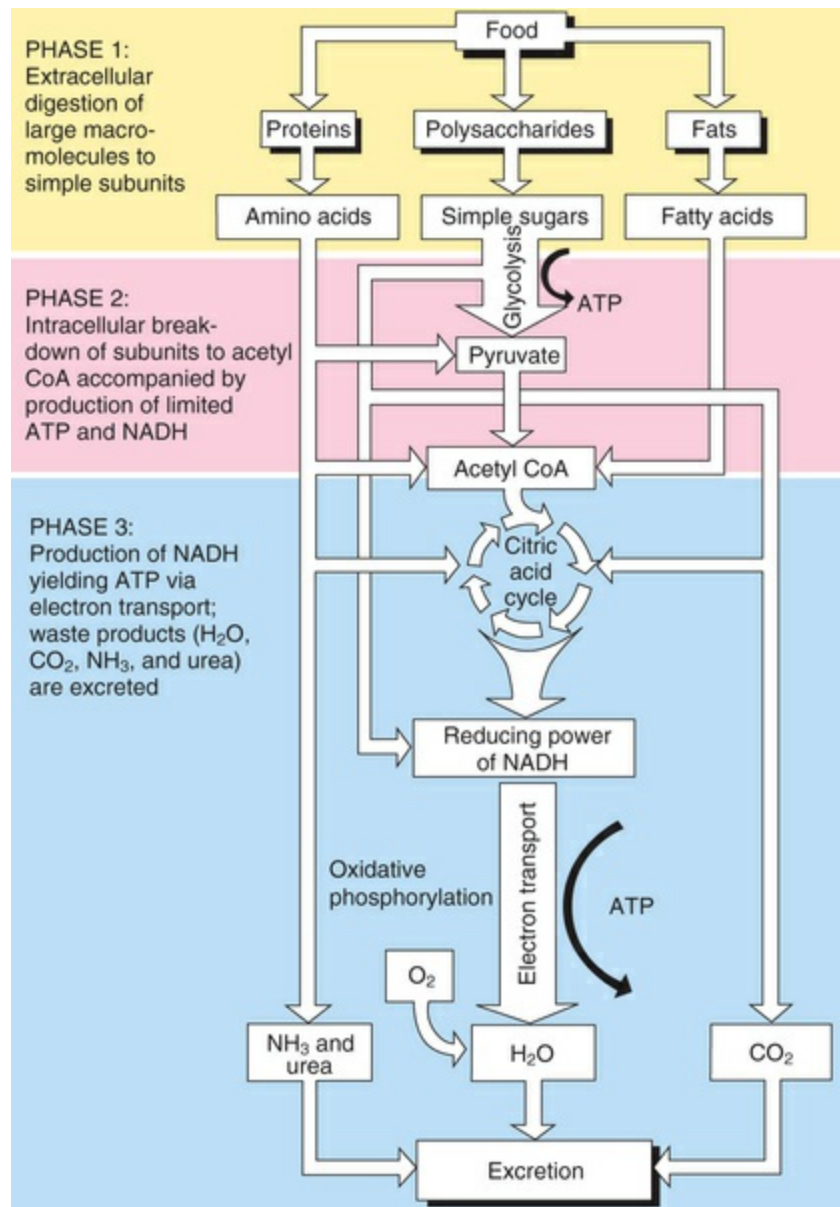 Food
PHASE 1:
Extracellular
digestion of
large macro-
molecules to
simple subunits
Proteins
Polysaccharides
Fats
Amino acids
Simple sugars
Fatty acids
Glycolysis
ATP
PHASE 2:
Intracellular break-
down of subunits to acetyl
CoA accompanied by
production of limited
ATP and NADH
Pyruvate
Acetyl CoA
PHASE 3:
Production of NADH
yielding ATP via
electron transport;
waste products (H₂O,
CO₂, NH₃, and urea)
are excreted
Citric
acid
cycle
Reducing power
of NADH
Oxidative
phosphorylation
Electron transport
ATP
O₂
NH₃ and
urea
H₂O
CO₂
Excretion